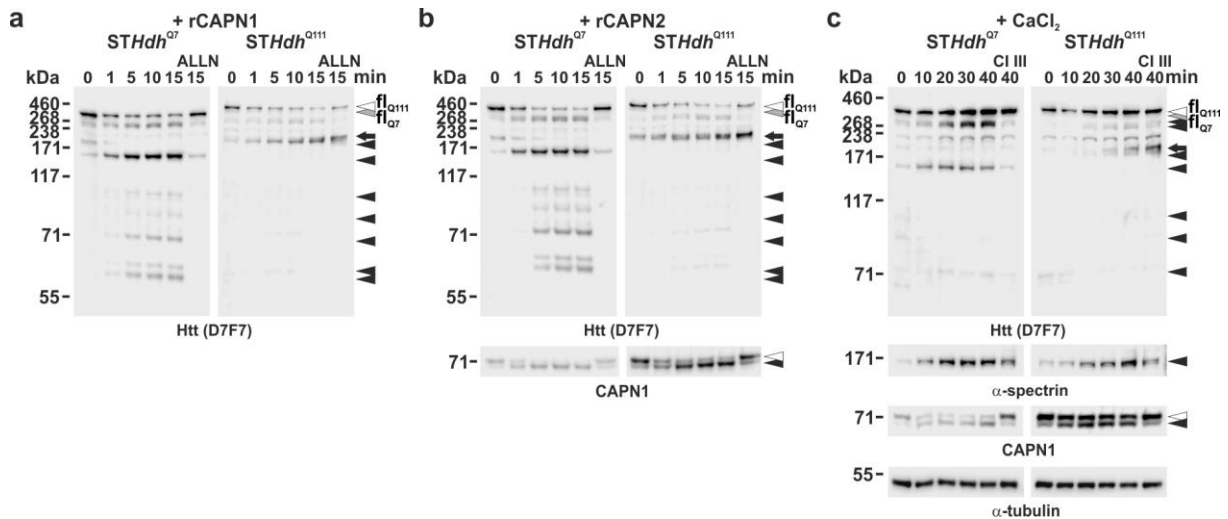 a
+ rCAPN1
STHdhQ7 STHdhQ111
ALLN ALLN
kDa 0 1 5 10 15 15 0 1 5 10 15 15 min
460
268
238
171
117
71
55
flQ111
flQ7
Htt (D7F7)
b
+ rCAPN2
STHdhQ7 STHdhQ111
ALLN ALLN
kDa 0 1 5 10 15 15 0 1 5 10 15 15 min
460
268
238
171
117
71
55
flQ111
flQ7
Htt (D7F7)
71
CAPN1
c
+ CaCl2
STHdhQ7 STHdhQ111
CI III CI III
kDa 0 10 20 30 40 40 0 10 20 30 40 40 min
460
268
238
171
117
71
flQ111
flQ7
Htt (D7F7)
171
α-spectrin
71
CAPN1
55
α-tubulin